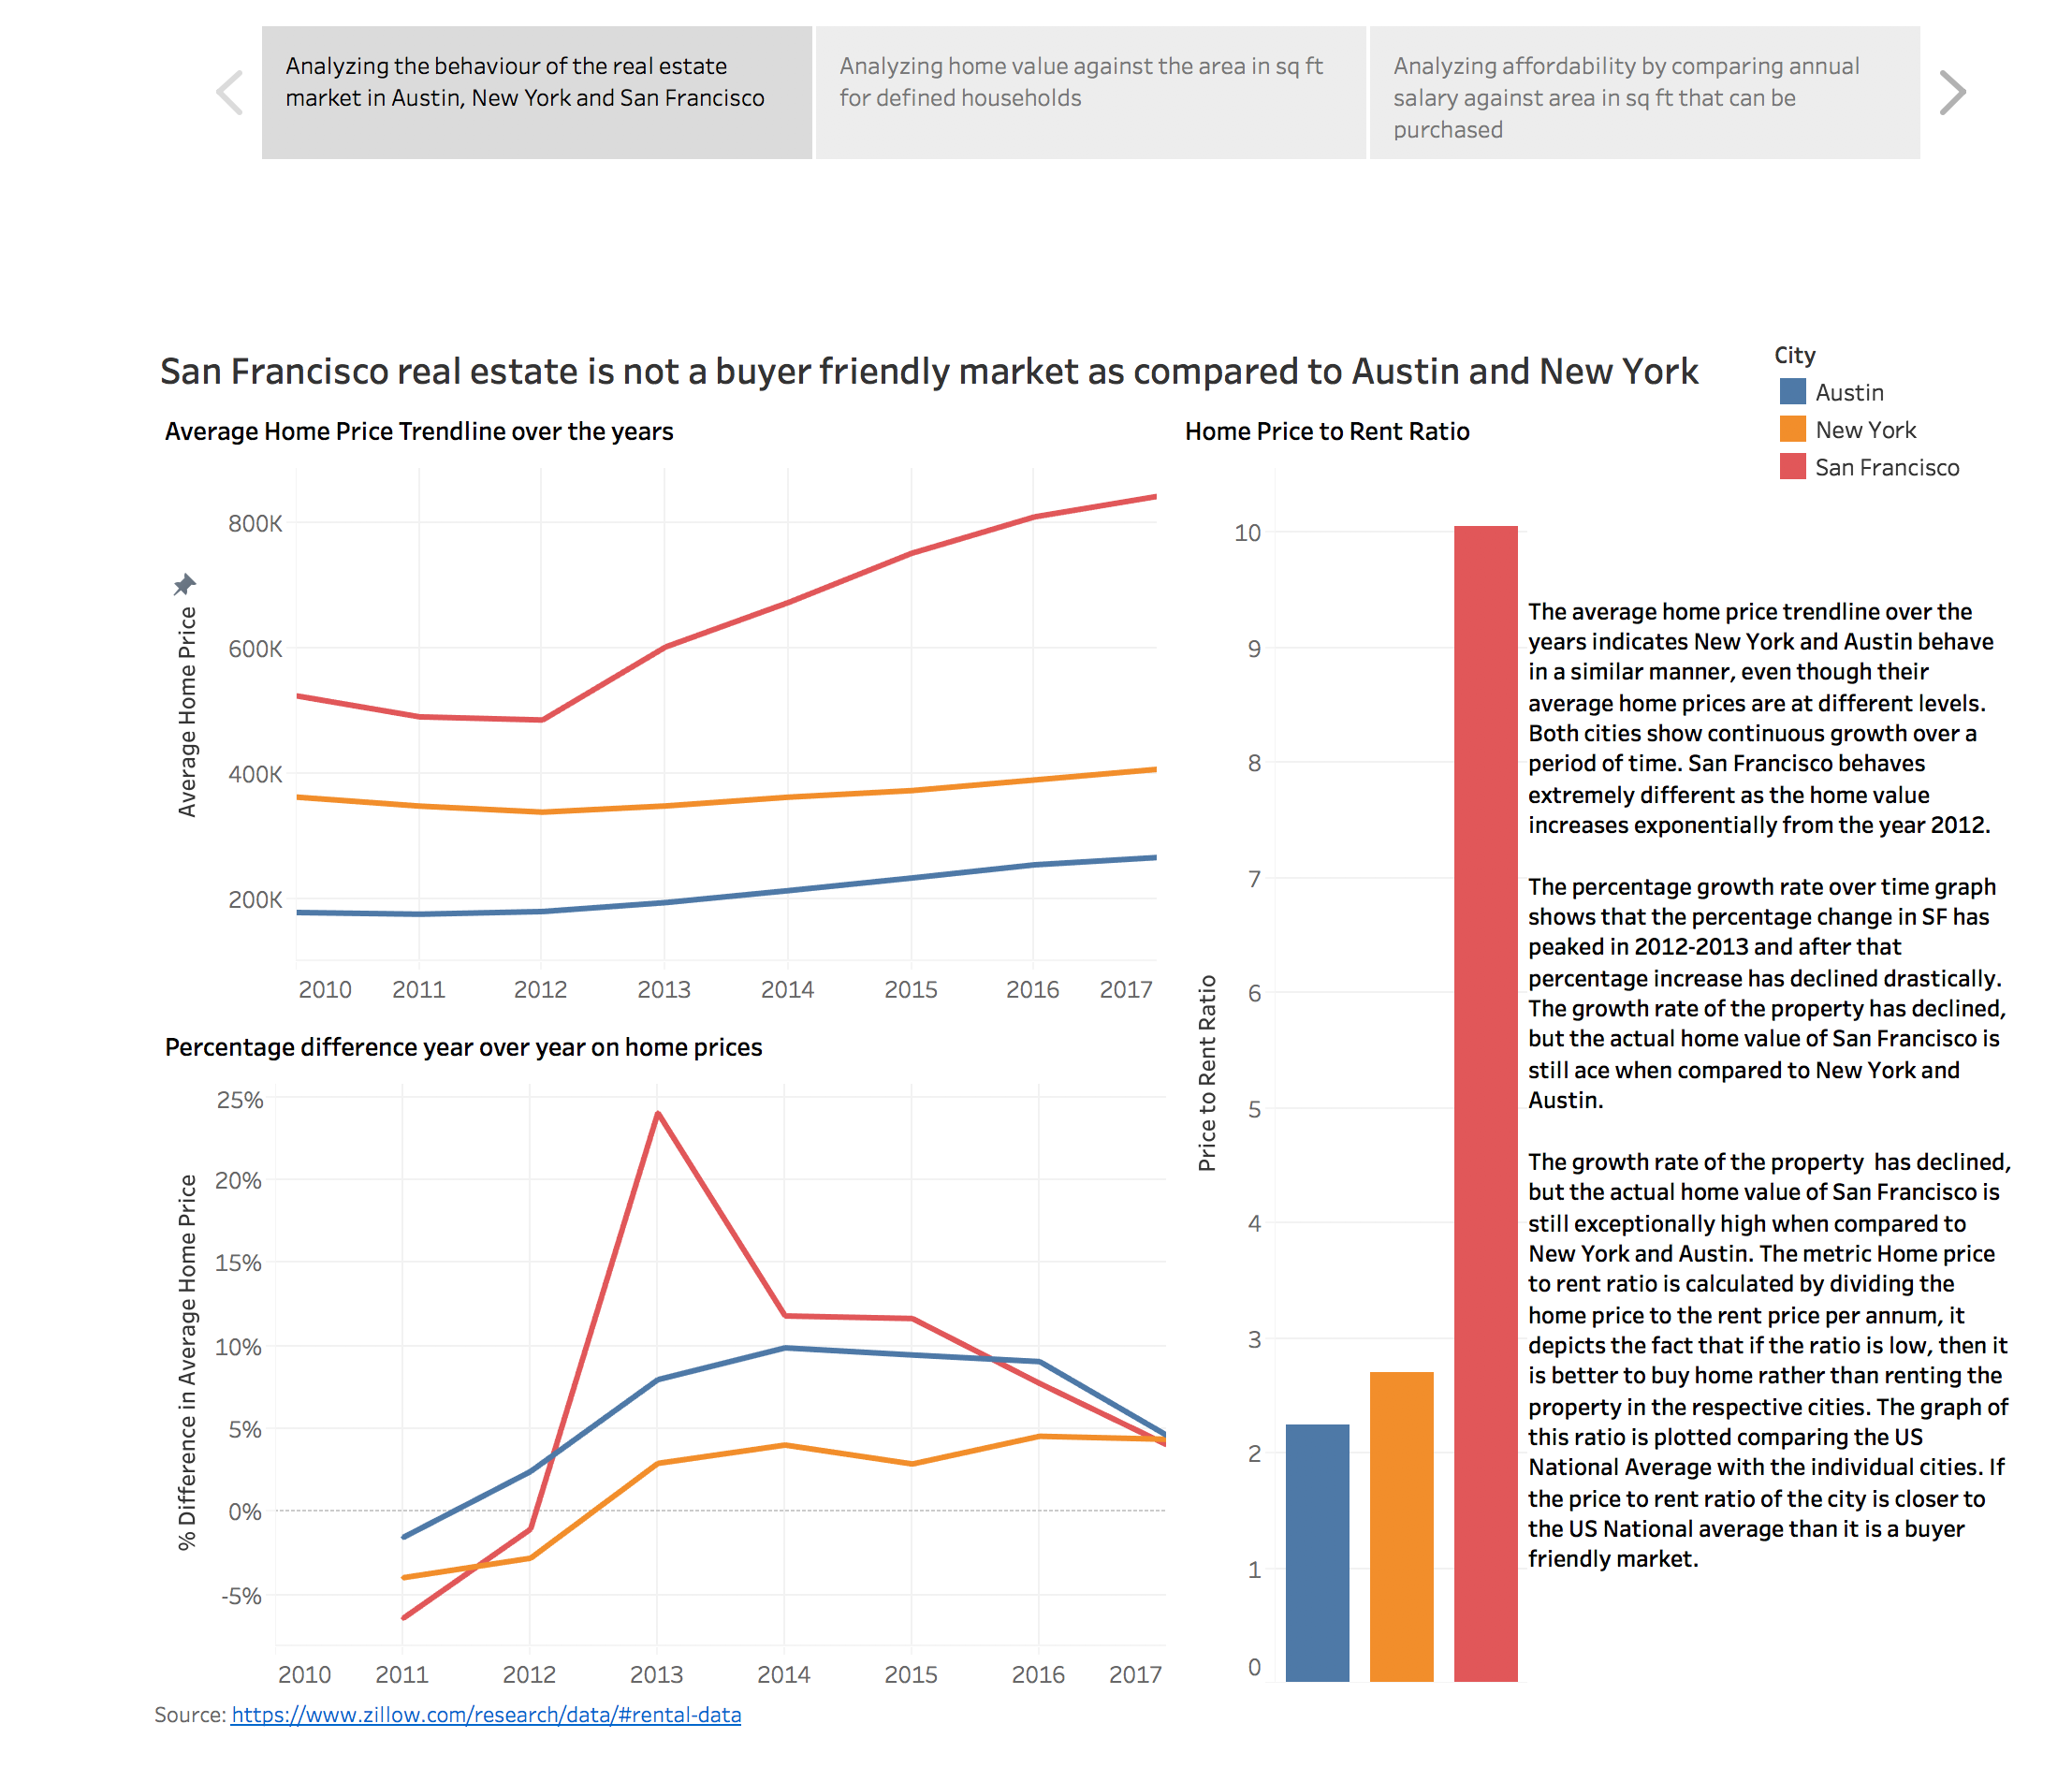 Analyzing the behaviour of the real estate
market in Austin, New York and San Francisco
Analyzing home value against the area in sq ft
for defined households
Analyzing affordability by comparing annual
salary against area in sq ft that can be
purchased
San Francisco real estate is not a buyer friendly market as compared to Austin and New York
City
Austin
New York
San Francisco
Average Home Price Trendline over the years
Average Home Price
800K
600K
400K
200K
2010 2011 2012 2013 2014 2015 2016 2017
Percentage difference year over year on home prices
% Difference in Average Home Price
25%
20%
15%
10%
5%
0%
-5%
2010 2011 2012 2013 2014 2015 2016 2017
Source: https://www.zillow.com/research/data/#rental-data
Home Price to Rent Ratio
Price to Rent Ratio
10
9
8
7
6
5
4
3
2
1
0
The average home price trendline over the
years indicates New York and Austin behave
in a similar manner, even though their
average home prices are at different levels.
Both cities show continuous growth over a
period of time. San Francisco behaves
extremely different as the home value
increases exponentially from the year 2012.
The percentage growth rate over time graph
shows that the percentage change in SF has
peaked in 2012-2013 and after that
percentage increase has declined drastically.
The growth rate of the property has declined,
but the actual home value of San Francisco is
still ace when compared to New York and
Austin.
The growth rate of the property  has declined,
but the actual home value of San Francisco is
still exceptionally high when compared to
New York and Austin. The metric Home price
to rent ratio is calculated by dividing the
home price to the rent price per annum, it
depicts the fact that if the ratio is low, then it
is better to buy home rather than renting the
property in the respective cities. The graph of
this ratio is plotted comparing the US
National Average with the individual cities. If
the price to rent ratio of the city is closer to
the US National average than it is a buyer
friendly market.